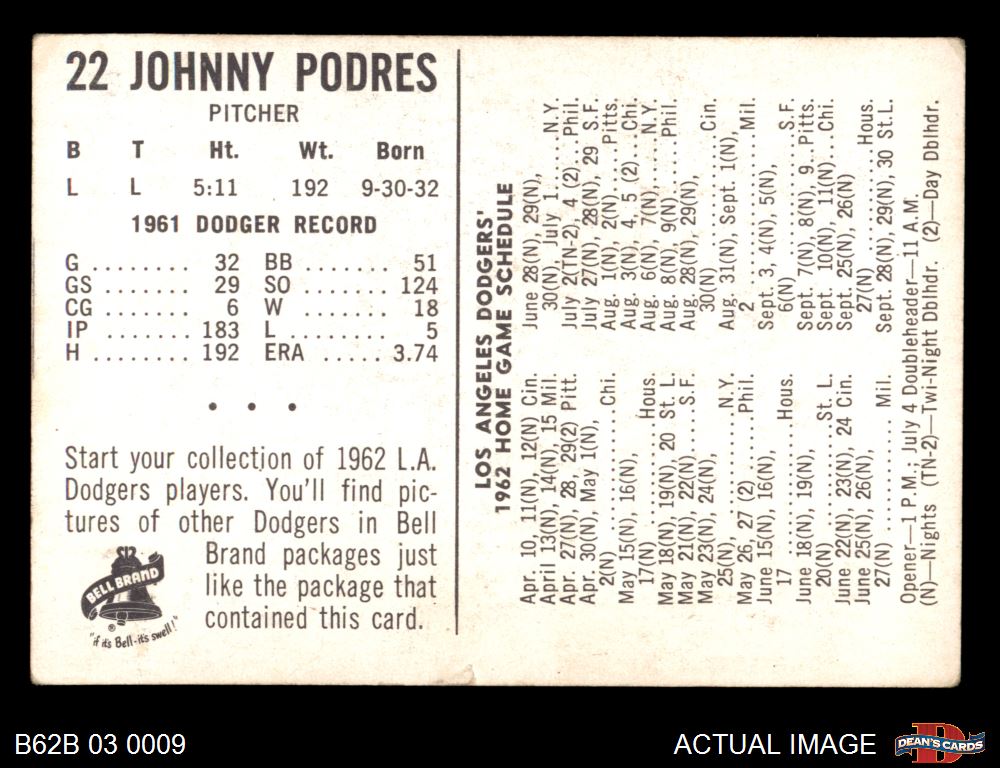 22 JOHNNY PODRES
PITCHER
B T Ht. Wt. Born
L L 5:11 192 9-30-32
1961 DODGER RECORD
G ........ 32 BB ....... 51
GS ........ 29 SO ....... 124
CG ........ 6 W ........ 18
IP ........ 183 L ........ 5
H ........ 192 ERA ..... 3.74
• • •
Start your collection of 1962 L.A.
Dodgers players. You'll find pic-
tures of other Dodgers in Bell
Brand packages just
like the package that
contained this card.
BELL BRAND
®
"if it's Bell-it's swell!"
LOS ANGELES DODGERS'
1962 HOME GAME SCHEDULE
Apr. 10, 11(N), 12(N) Cin.
April 13(N), 14(N), 15 Mil.
Apr. 27(N), 28, 29(2) Pitt.
Apr. 30(N), May 1(N),
2(N) ..............Chi.
May 15(N), 16(N),
17(N) ............Hous.
May 18(N), 19(N), 20 St. L.
May 21(N), 22(N).....S.F.
May 23(N), 24(N),
25(N)..............N.Y.
May 26, 27 (2) .....Phil.
June 15(N), 16(N),
17 ................Hous.
June 18(N), 19(N),
20(N) ............St. L.
June 22(N), 23(N), 24 Cin.
June 25(N), 26(N),
27(N) ............ Mil.
June 28(N), 29(N),
30(N), July 1......N.Y.
July 2(TN-2), 4 (2)...Phil.
July 27(N), 28(N), 29 S.F.
Aug. 1(N), 2(N).....Pitts.
Aug. 3(N), 4, 5 (2)...Chi.
Aug. 6(N), 7(N).....N.Y.
Aug. 8(N), 9(N).....Phil.
Aug. 28(N), 29(N),
30(N) ..............Cin.
Aug. 31(N), Sept. 1(N),
2 ..................Mil.
Sept. 3, 4(N), 5(N),
6(N) ..............S.F.
Sept. 7(N), 8(N), 9...Pitts.
Sept. 10(N), 11(N)...Chi.
Sept. 25(N), 26(N)
27(N) ............Hous.
Sept. 28(N), 29(N), 30 St.L.
Opener—1 P.M.; July 4 Doubleheader—11 A.M.
(N)—Nights (TN-2)—Twi-Night Dblhdr. (2)—Day Dblhdr.
B62B 03 0009
ACTUAL IMAGE
D
DEAN'S CARDS